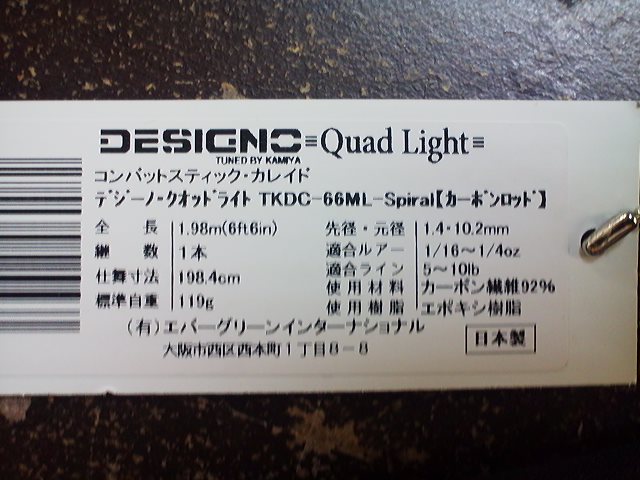 DESIGNO ≡Quad Light≡
TUNED BY KAMIYA
コンバットスティック・カレイド
デジーノ・クオッドライト TKDC-66ML-Spiral【カーボンロッド】
全長 1.98m(6ft6in) 先径・元径 1.4・10.2mm
継数 1本 適合ルアー 1/16～1/4oz
適合ライン 5～10lb
仕舞寸法 198.4cm 使用材料 カーボン繊維92%
標準自重 119g 使用樹脂 エポキシ樹脂
(有)エバーグリーンインターナショナル
日本製
大阪市西区西本町1丁目8-8